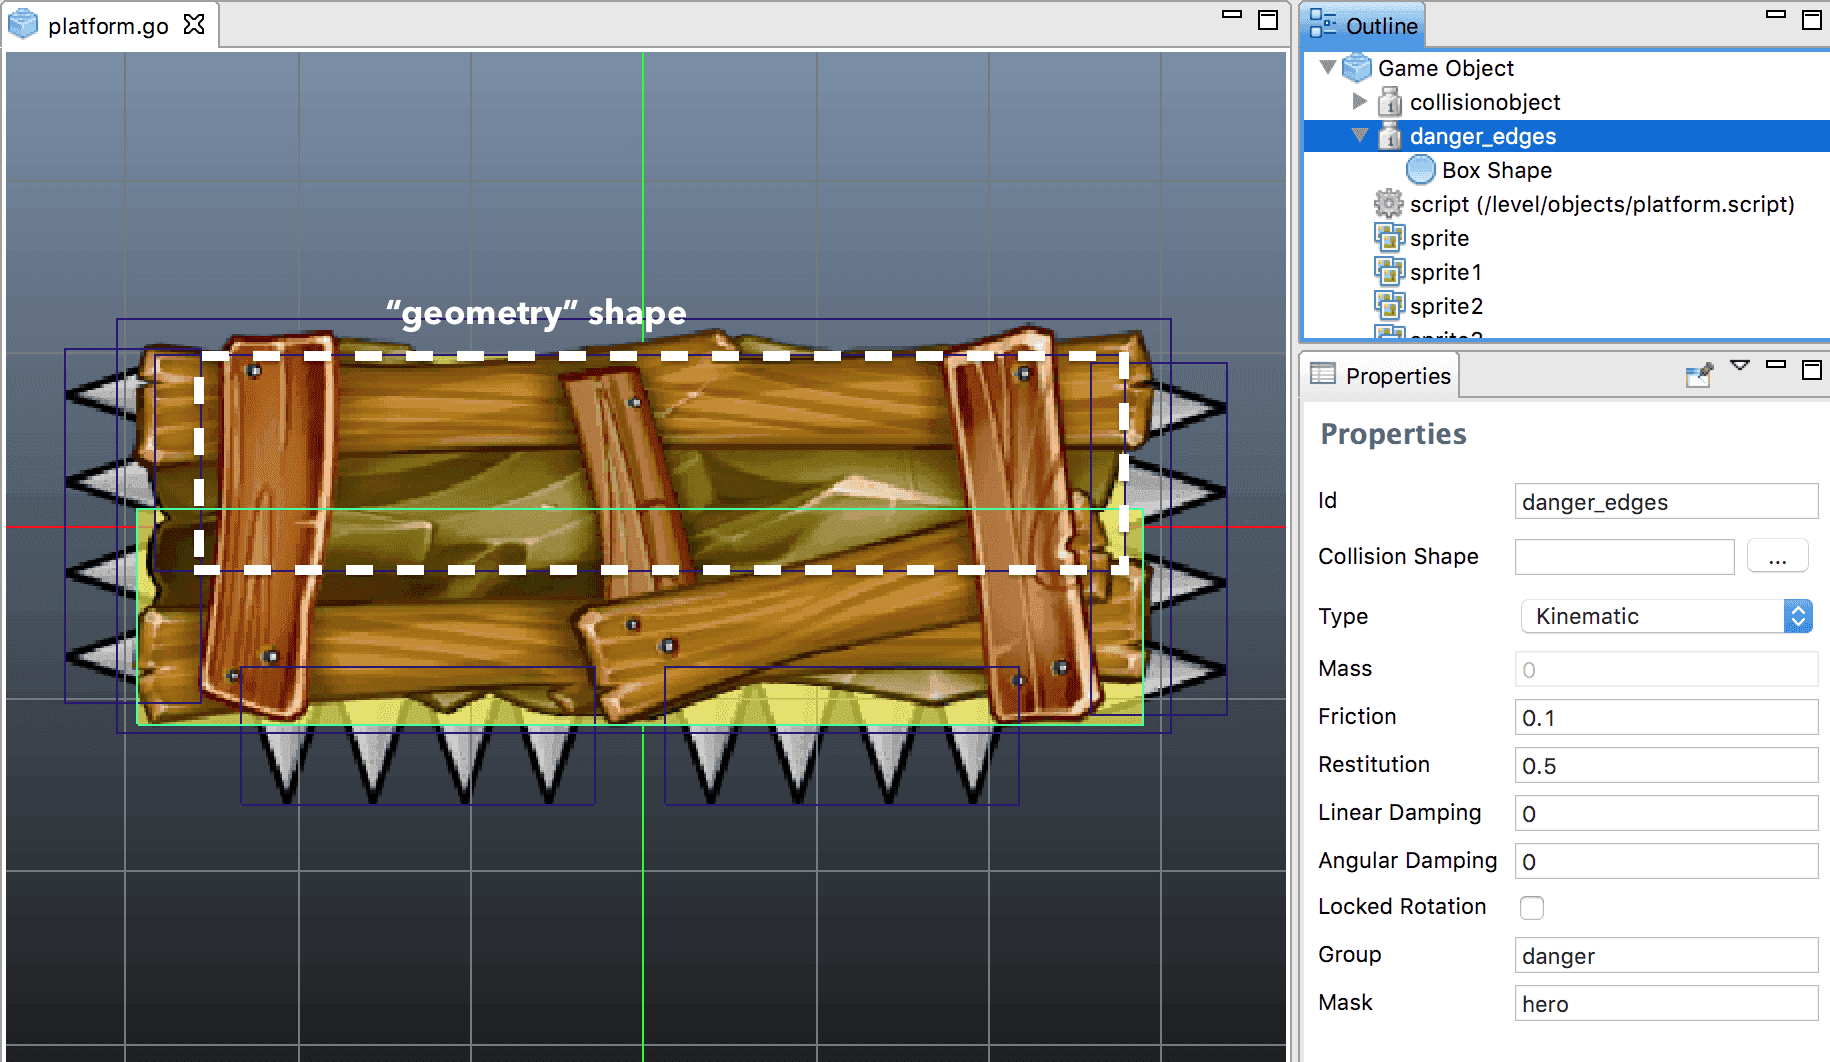 platform.go
“geometry” shape
Outline
Game Object
collisionobject
danger_edges
Box Shape
script (/level/objects/platform.script)
sprite
sprite1
sprite2
Properties
Properties
Id danger_edges
Collision Shape ...
Type Kinematic
Mass 0
Friction 0.1
Restitution 0.5
Linear Damping 0
Angular Damping 0
Locked Rotation
Group danger
Mask hero